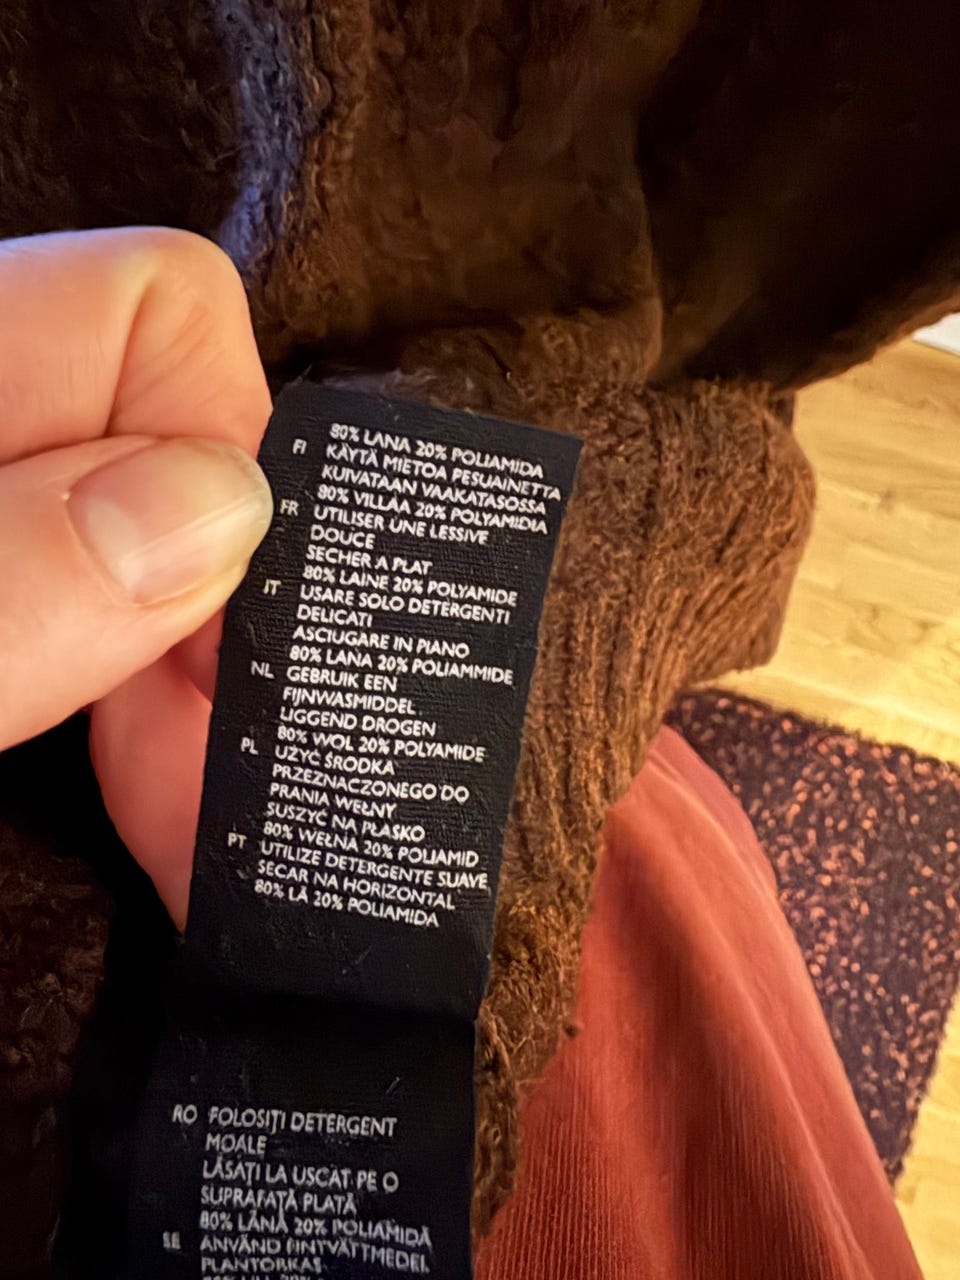 80% LANA 20% POLIAMIDA
FI KÄYTÄ MIETOA PESUAINETTA
KUIVATAAN VAAKATASOSSA
80% VILLAA 20% POLYAMIDIA
FR UTILISER UNE LESSIVE
DOUCE
SECHER A PLAT
80% LAINE 20% POLYAMIDE
IT USARE SOLO DETERGENTI
DELICATI
ASCIUGARE IN PIANO
80% LANA 20% POLIAMMIDE
NL GEBRUIK EEN
FIJNWASMIDDEL
LIGGEND DROGEN
80% WOL 20% POLYAMIDE
PL UŻYĆ ŚRODKA
PRZEZNACZONEGO DO
PRANIA WEŁNY
SUSZYĆ NA PŁASKO
80% WEŁNA 20% POLIAMID
PT UTILIZE DETERGENTE SUAVE
SECAR NA HORIZONTAL
80% LÃ 20% POLIAMIDA
RO FOLOSIŢI DETERGENT
MOALE
LĂSAŢI LA USCAT PE O
SUPRAFAŢĂ PLATĂ
80% LÂNĂ 20% POLIAMIDĂ
SE ANVÄND FINTVÄTTMEDEL
PLANTORKAS